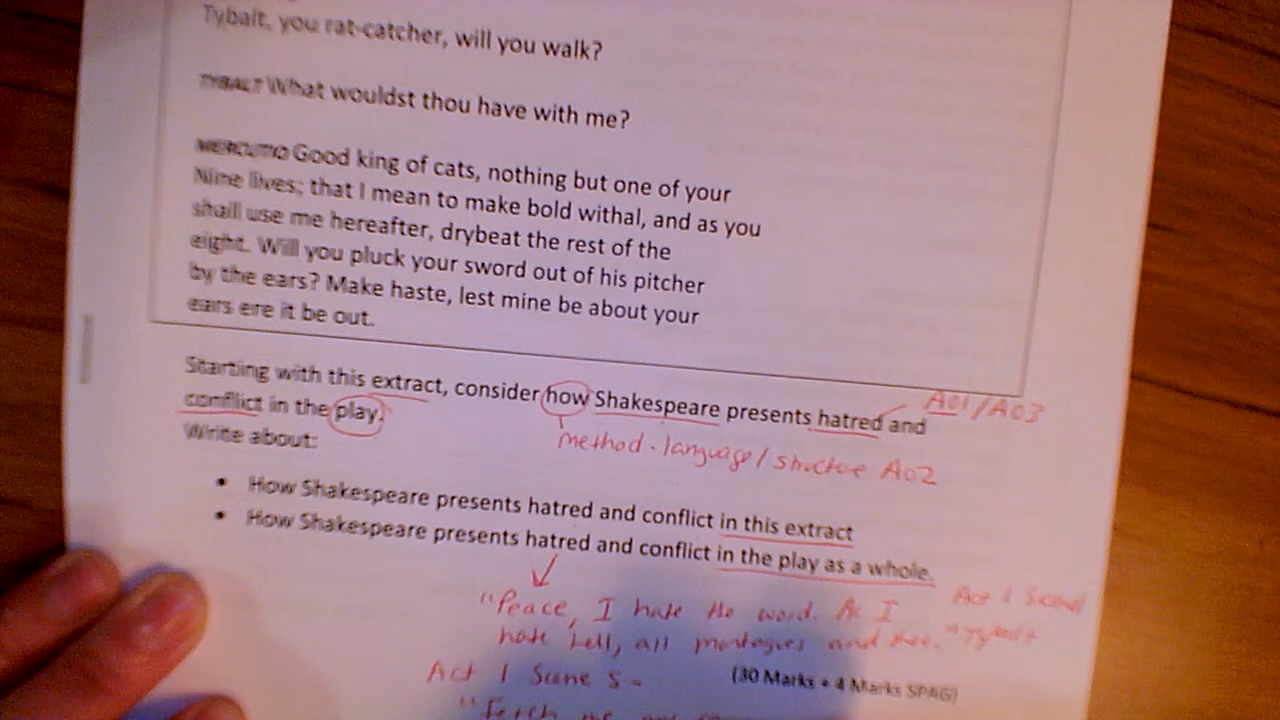 Tybalt, you rat-catcher, will you walk?
TYBALT What wouldst thou have with me?
MERCUTIO Good king of cats, nothing but one of your
Nine lives; that I mean to make bold withal, and as you
shall use me hereafter, drybeat the rest of the
eight. Will you pluck your sword out of his pitcher
by the ears? Make haste, lest mine be about your
ears ere it be out.
Starting with this extract, consider how Shakespeare presents hatred and
A01/A03
conflict in the play.
Write about:
method · language/ structure A02
• How Shakespeare presents hatred and conflict in this extract
• How Shakespeare presents hatred and conflict in the play as a whole.
"Peace, I hate the word. As I
Act 1
hate hell, all montagues and thee." Tybalt
Act 1 Scene 5 -
(30 Marks + 4 Marks SPAG)
"Fetch me